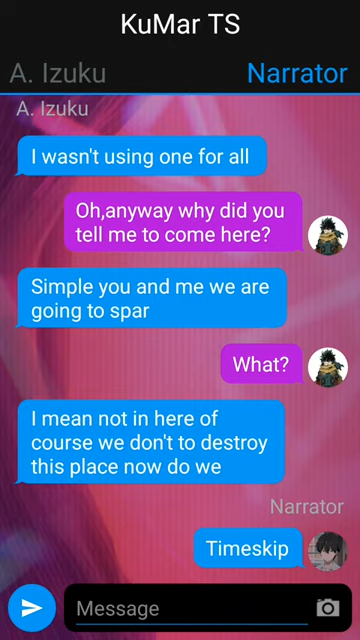 KuMar TS
A. Izuku
Narrator
A. Izuku
I wasn't using one for all
Oh,anyway why did you
tell me to come here?
Simple you and me we are
going to spar
What?
I mean not in here of
course we don't to destroy
this place now do we
Narrator
Timeskip
Message